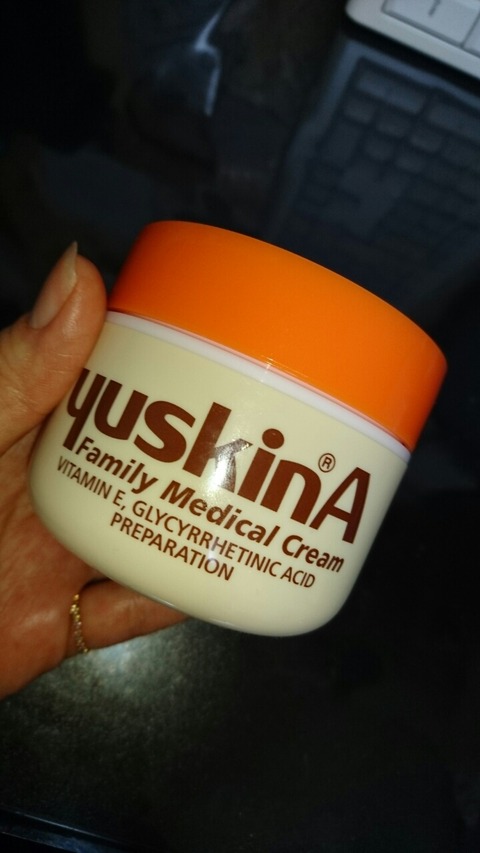 yuskin®A
Family Medical Cream
VITAMIN E, GLYCYRRHETINIC ACID
PREPARATION